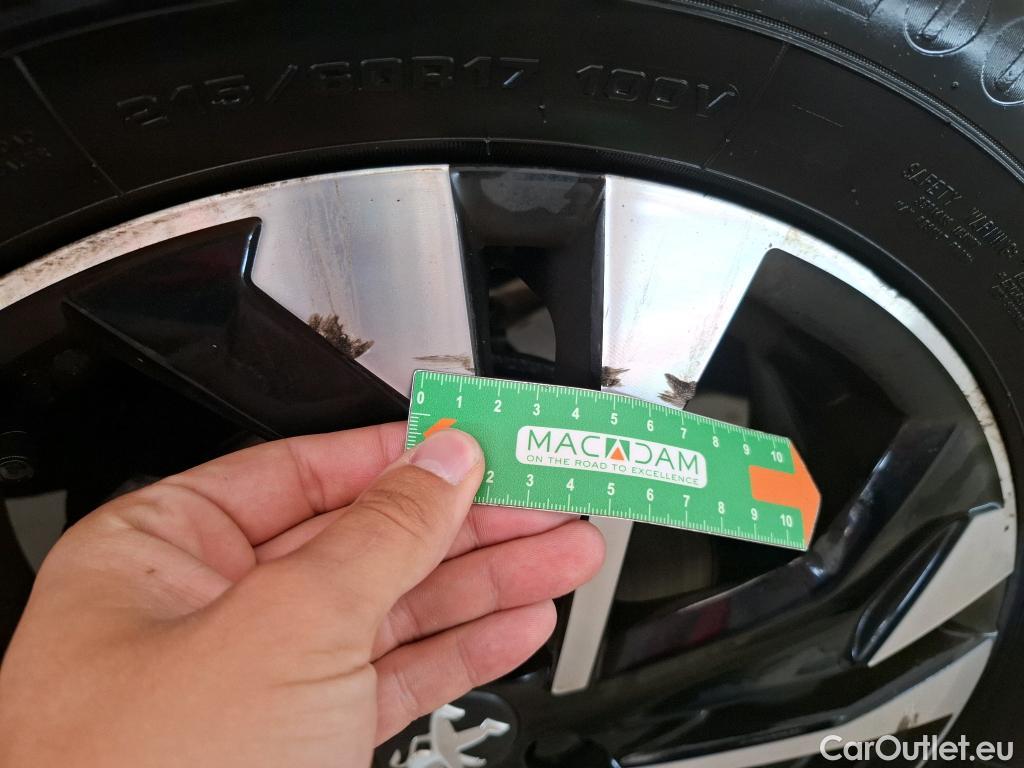 215/60R17 100V
SAFETY WARNING
0 1 2 3 4 5 6 7 8 9 10
MACADAM
ON THE ROAD TO EXCELLENCE
2 3 4 5 6 7 8 9 10
CarOutlet.eu